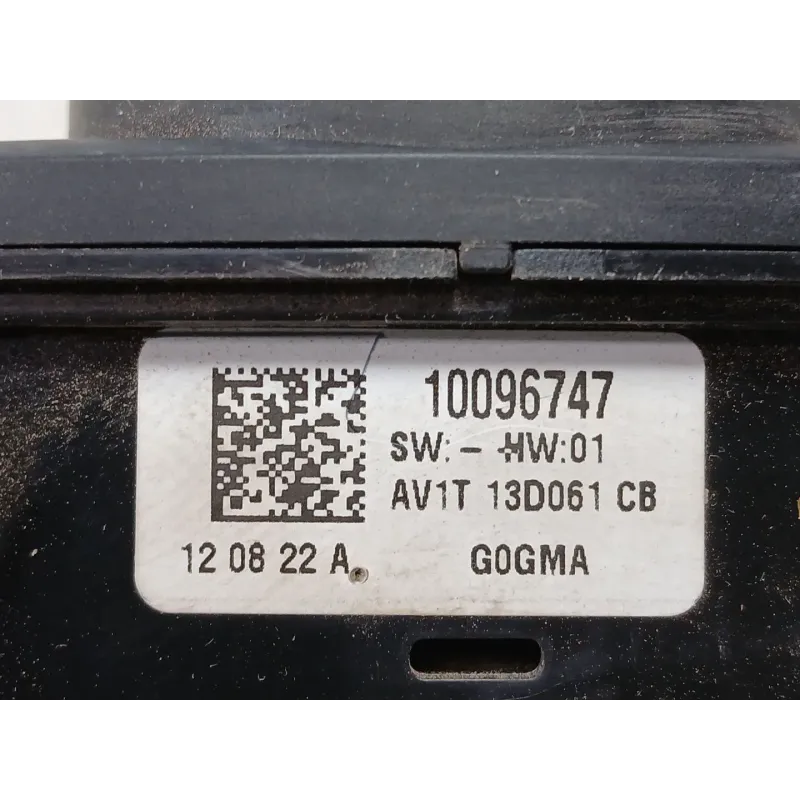 10096747
SW: - HW:01
AV1T 13D061 CB
12 08 22 A
G0GMA